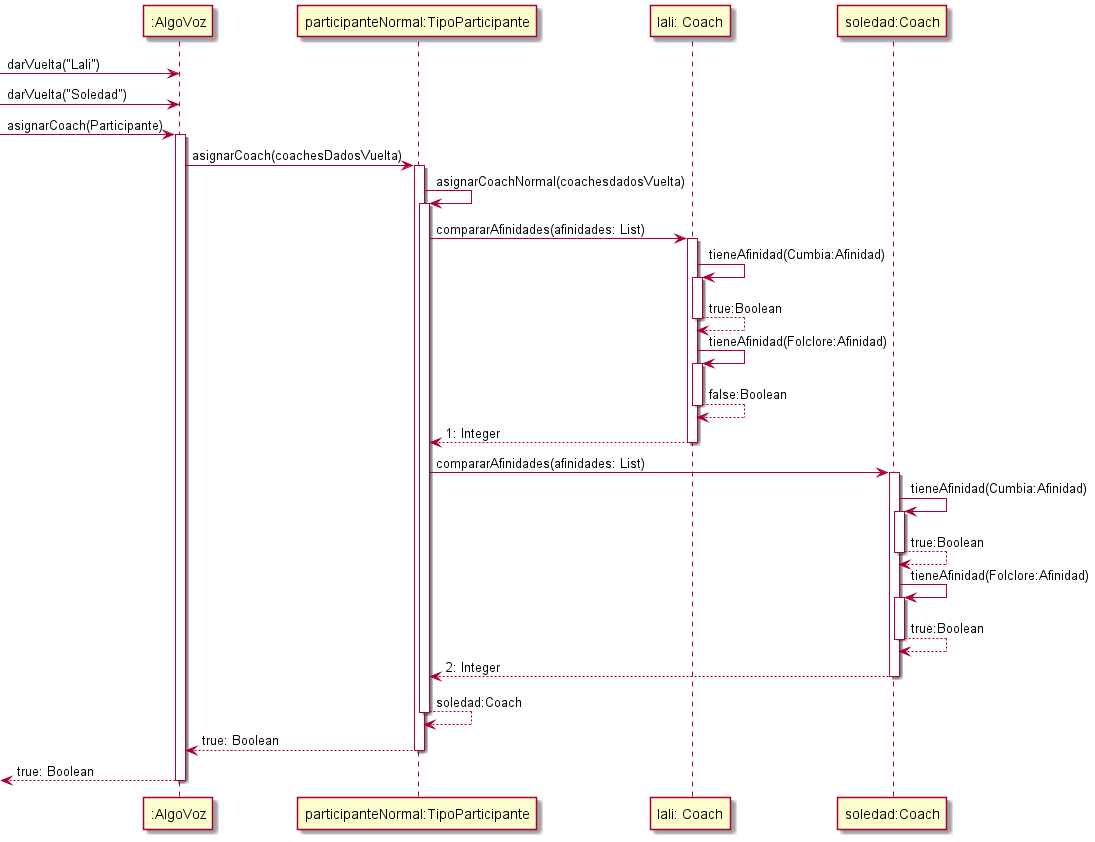 :AlgoVoz
participanteNormal:TipoParticipante
lali: Coach
soledad:Coach
darVuelta("Lali")
darVuelta("Soledad")
asignarCoach(Participante)
asignarCoach(coachesDadosVuelta)
asignarCoachNormal(coachesdadosVuelta)
compararAfinidades(afinidades: List)
tieneAfinidad(Cumbia:Afinidad)
true:Boolean
tieneAfinidad(Folclore:Afinidad)
false:Boolean
1: Integer
compararAfinidades(afinidades: List)
tieneAfinidad(Cumbia:Afinidad)
true:Boolean
tieneAfinidad(Folclore:Afinidad)
true:Boolean
2: Integer
soledad:Coach
true: Boolean
true: Boolean
:AlgoVoz
participanteNormal:TipoParticipante
lali: Coach
soledad:Coach